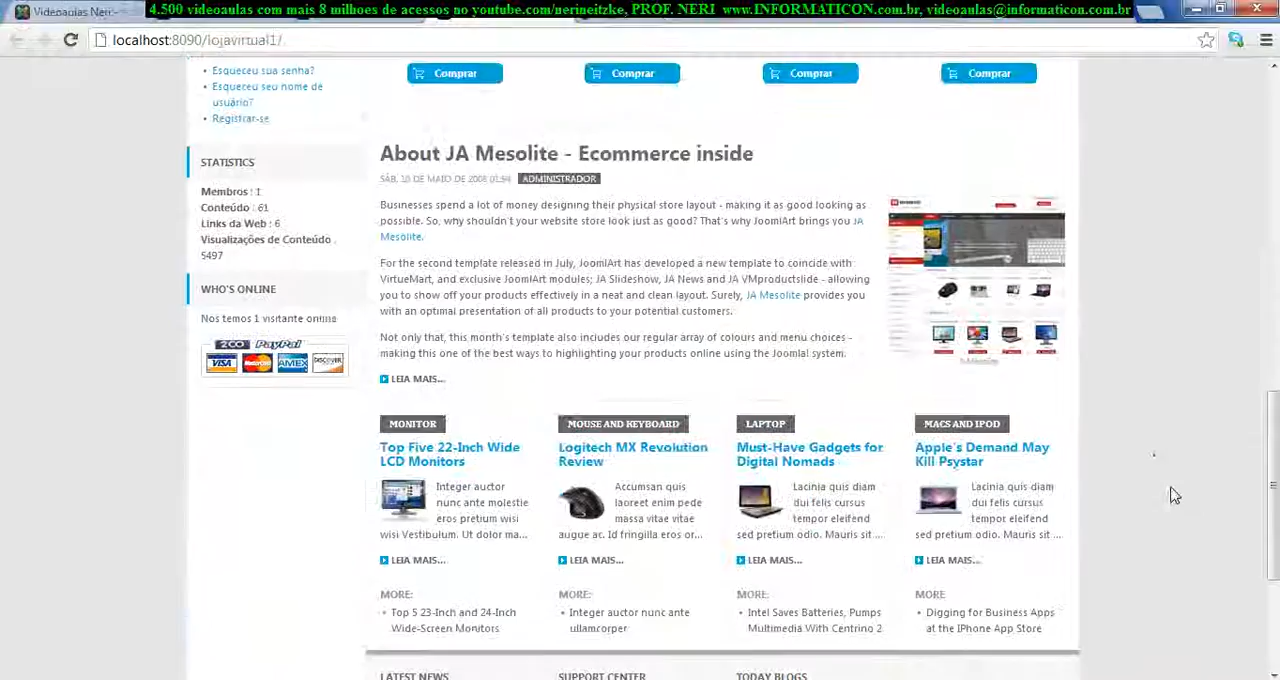 Videoaulas Neri -
4.500 videoaulas com mais 8 milhoes de acessos no youtube.com/nerineitzke, PROF. NERI www.INFORMATICON.com.br, videoaulas@informaticon.com.br
localhost:8090/lojavirtual1/
Esqueceu sua senha?
Esqueceu seu nome de
usuário?
Registrar-se
Comprar
Comprar
Comprar
Comprar
STATISTICS
Membros : 1
Conteúdo : 61
Links da Web : 6
Visualizações de Conteúdo :
5497
WHO'S ONLINE
Nos temos 1 visitante online
2CO PayPal
VISA MasterCard AMEX DISCOVER
About JA Mesolite - Ecommerce inside
SÁB, 10 DE MAIO DE 2008 01:54 ADMINISTRADOR
Businesses spend a lot of money designing their physical store layout - making it as good looking as
possible. So, why shouldn't your website store look just as good? That's why JoomlArt brings you JA
Mesolite.
For the second template released in July, JoomlArt has developed a new template to coincide with
VirtueMart, and exclusive JoomlArt modules; JA Slideshow, JA News and JA VMproductslide - allowing
you to show off your products effectively in a neat and clean layout. Surely, JA Mesolite provides you
with an optimal presentation of all products to your potential customers.
Not only that, this month's template also includes our regular array of colours and menu choices -
making this one of the best ways to highlighting your products online using the Joomla! system.
LEIA MAIS...
MONITOR
Top Five 22-Inch Wide
LCD Monitors
Integer auctor
nunc ante molestie
eros pretium wisi
wisi Vestibulum. Ut dolor ma...
LEIA MAIS...
MORE:
Top 5 23-Inch and 24-Inch
Wide-Screen Monitors
MOUSE AND KEYBOARD
Logitech MX Revolution
Review
Accumsan quis
laoreet enim pede
massa vitae vitae
augue ac. Id fringilla eros or...
LEIA MAIS...
MORE:
Integer auctor nunc ante
ullamcorper
LAPTOP
Must-Have Gadgets for
Digital Nomads
Lacinia quis diam
dui felis cursus
tempor eleifend
sed pretium odio. Mauris sit ...
LEIA MAIS...
MORE:
Intel Saves Batteries, Pumps
Multimedia With Centrino 2
MACS AND IPOD
Apple's Demand May
Kill Psystar
Lacinia quis diam
dui felis cursus
tempor eleifend
sed pretium odio. Mauris sit ...
LEIA MAIS...
MORE
Digging for Business Apps
at the IPhone App Store
LATEST NEWS
SUPPORT CENTER
TODAY BLOGS